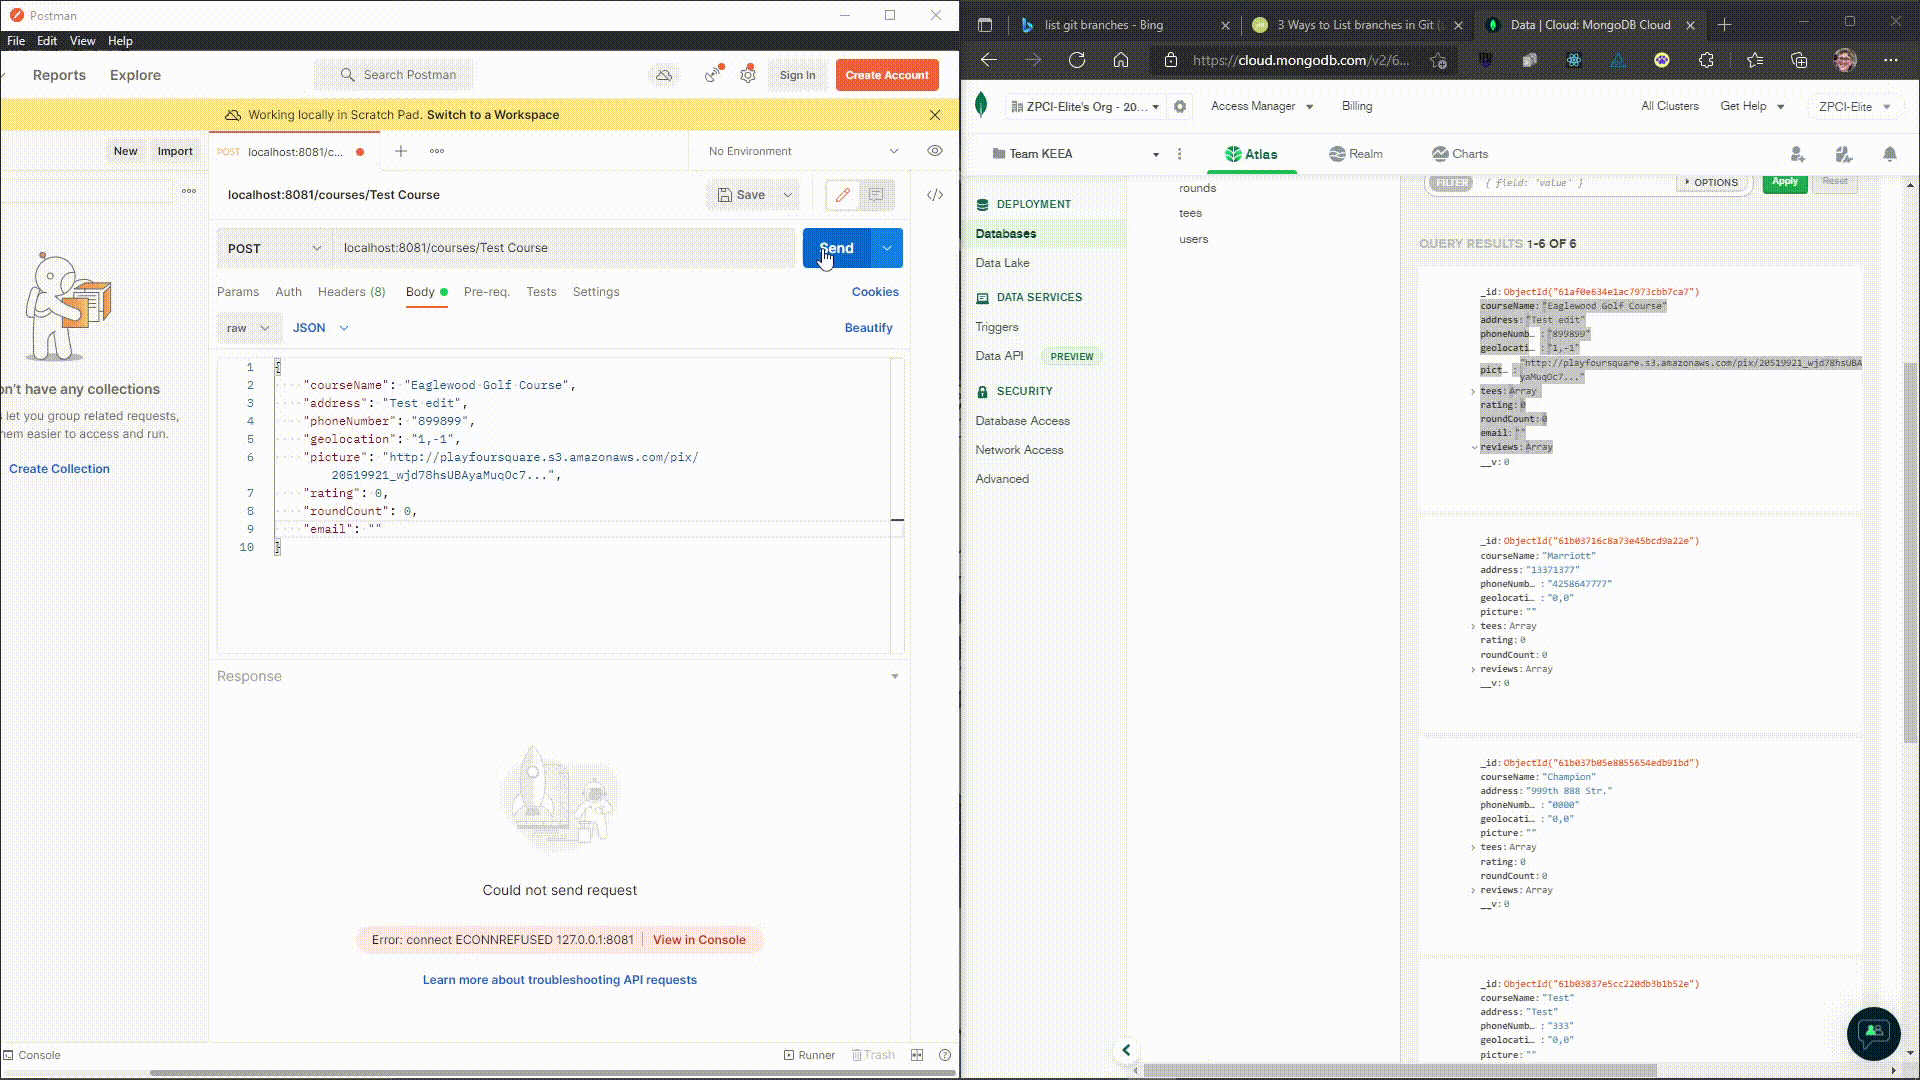 Postman
File Edit View Help
Reports Explore
Search Postman
Sign In
Create Account
Working locally in Scratch Pad. Switch to a Workspace
New Import
POST localhost:8081/c...
No Environment
localhost:8081/courses/Test Course
Save
POST
localhost:8081/courses/Test Course
Send
Params Auth Headers (8) Body Pre-req. Tests Settings
Cookies
raw JSON
Beautify
1 {
2 "courseName": "Eaglewood Golf Course",
3 "address": "Test edit",
4 "phoneNumber": "899899",
5 "geolocation": "1,-1",
6 "picture": "http://playfoursquare.s3.amazonaws.com/pix/
20519921_wjd78hsUBAyaMuqOc7...",
7 "rating": 0,
8 "roundCount": 0,
9 "email": ""
10 }
on't have any collections
let you group related requests,
hem easier to access and run.
Create Collection
Response
Could not send request
Error: connect ECONNREFUSED 127.0.0.1:8081
View in Console
Learn more about troubleshooting API requests
Console
Runner
Trash
list git branches - Bing
3 Ways to List branches in Git (
Data | Cloud: MongoDB Cloud
https://cloud.mongodb.com/v2/6...
ZPCI-Elite's Org - 20...
Access Manager
Billing
All Clusters
Get Help
ZPCI-Elite
Team KEEA
Atlas
Realm
Charts
DEPLOYMENT
Databases
Data Lake
DATA SERVICES
Triggers
Data API PREVIEW
SECURITY
Database Access
Network Access
Advanced
rounds
tees
users
FILTER { field: 'value' }
OPTIONS
Apply
Reset
QUERY RESULTS 1-6 OF 6
_id: ObjectId("61af0e634e1ac7973cbb7ca7")
courseName: "Eaglewood Golf Course"
address: "Test edit"
phoneNumb… : "899899"
geolocati… : "1,-1"
pict… : "http://playfoursquare.s3.amazonaws.com/pix/20519921_wjd78hsUBA
yaMuqOc7..."
tees: Array
rating: 0
roundCount: 0
email: ""
reviews: Array
__v: 0
_id: ObjectId("61b03716c8a73e45bcd9a22e")
courseName: "Marriott"
address: "13371377"
phoneNumb… : "4258647777"
geolocati… : "0,0"
picture: ""
tees: Array
rating: 0
roundCount: 0
reviews: Array
__v: 0
_id: ObjectId("61b037b05e8855654edb91bd")
courseName: "Champion"
address: "999th 888 Str."
phoneNumb… : "0000"
geolocati… : "0,0"
picture: ""
tees: Array
rating: 0
roundCount: 0
reviews: Array
__v: 0
_id: ObjectId("61b03837e5cc220db3b1b52e")
courseName: "Test"
address: "Test"
phoneNumb… : "333"
geolocati… : "0,0"
picture: ""